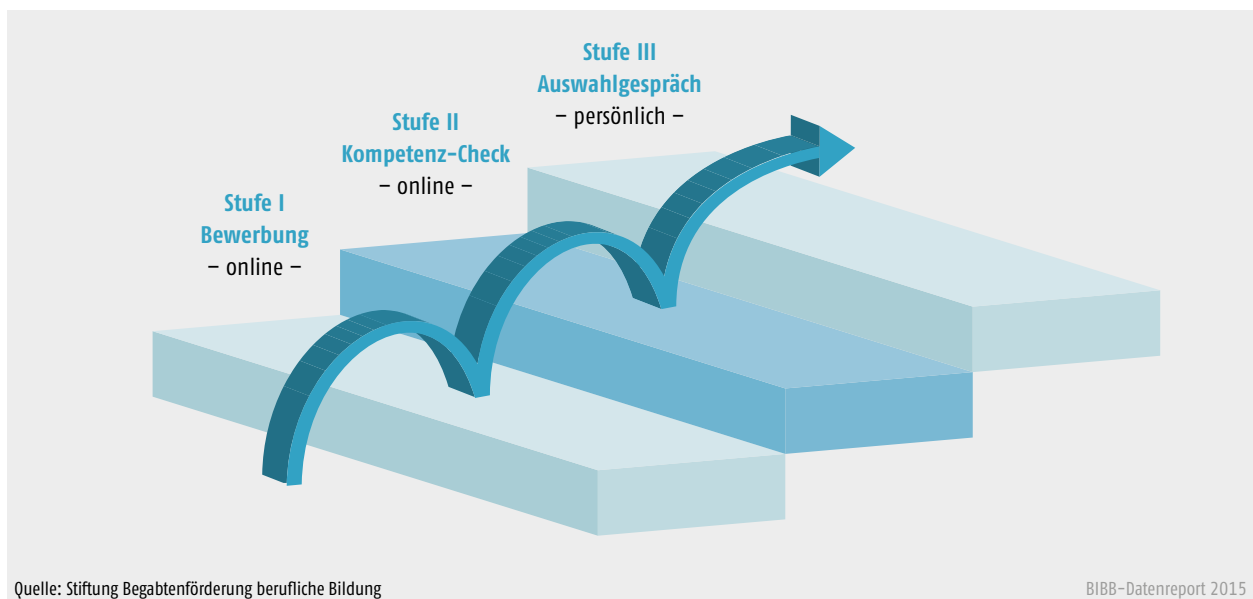 Stufe I
Bewerbung
– online –
Stufe II
Kompetenz-Check
– online –
Stufe III
Auswahlgespräch
– persönlich –
Quelle: Stiftung Begabtenförderung berufliche Bildung
BIBB-Datenreport 2015